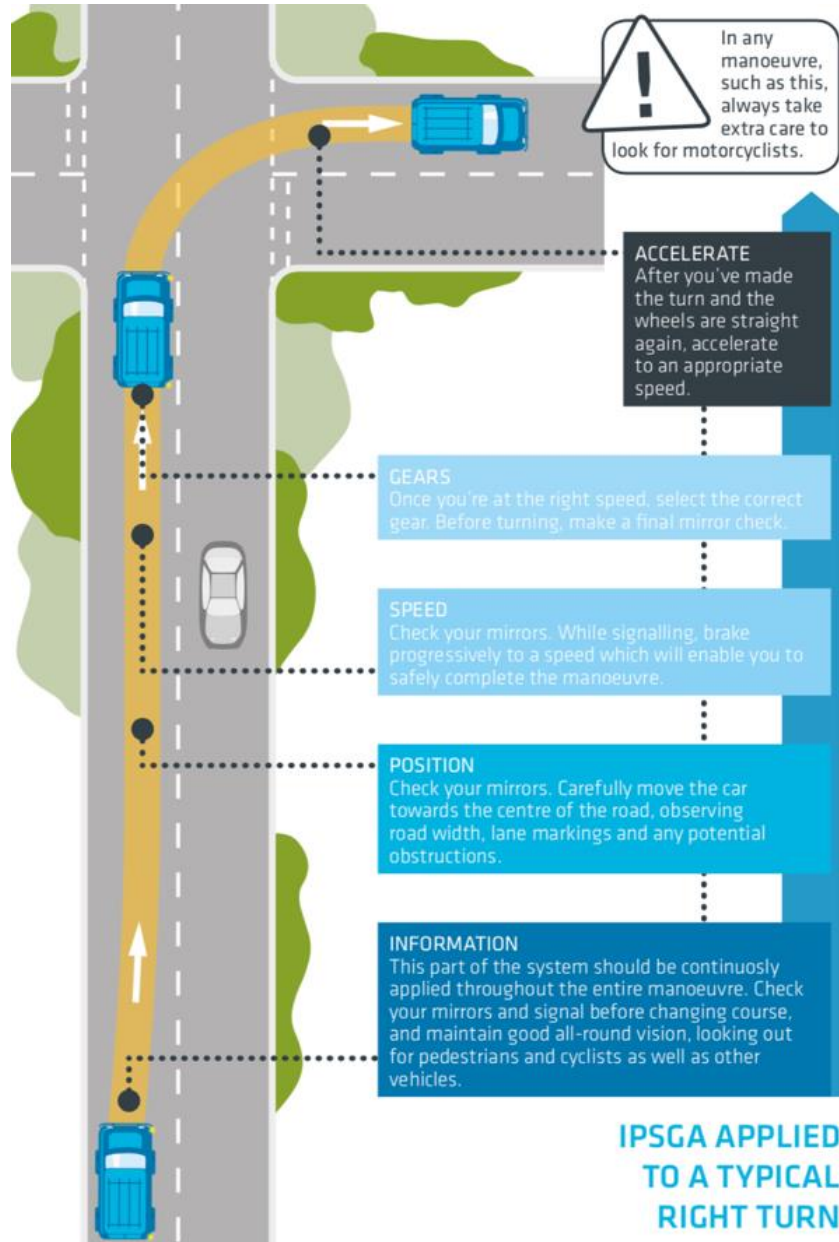 In any
manoeuvre,
such as this,
always take
extra care to
look for motorcyclists.
!
ACCELERATE
After you've made
the turn and the
wheels are straight
again, accelerate
to an appropriate
speed.
GEARS
Once you're at the right speed, select the correct
gear. Before turning, make a final mirror check.
SPEED
Check your mirrors. While signalling, brake
progressively to a speed which will enable you to
safely complete the manoeuvre.
POSITION
Check your mirrors. Carefully move the car
towards the centre of the road, observing
road width, lane markings and any potential
obstructions.
INFORMATION
This part of the system should be continuosly
applied throughout the entire manoeuvre. Check
your mirrors and signal before changing course,
and maintain good all-round vision, looking out
for pedestrians and cyclists as well as other
vehicles.
IPSGA APPLIED
TO A TYPICAL
RIGHT TURN